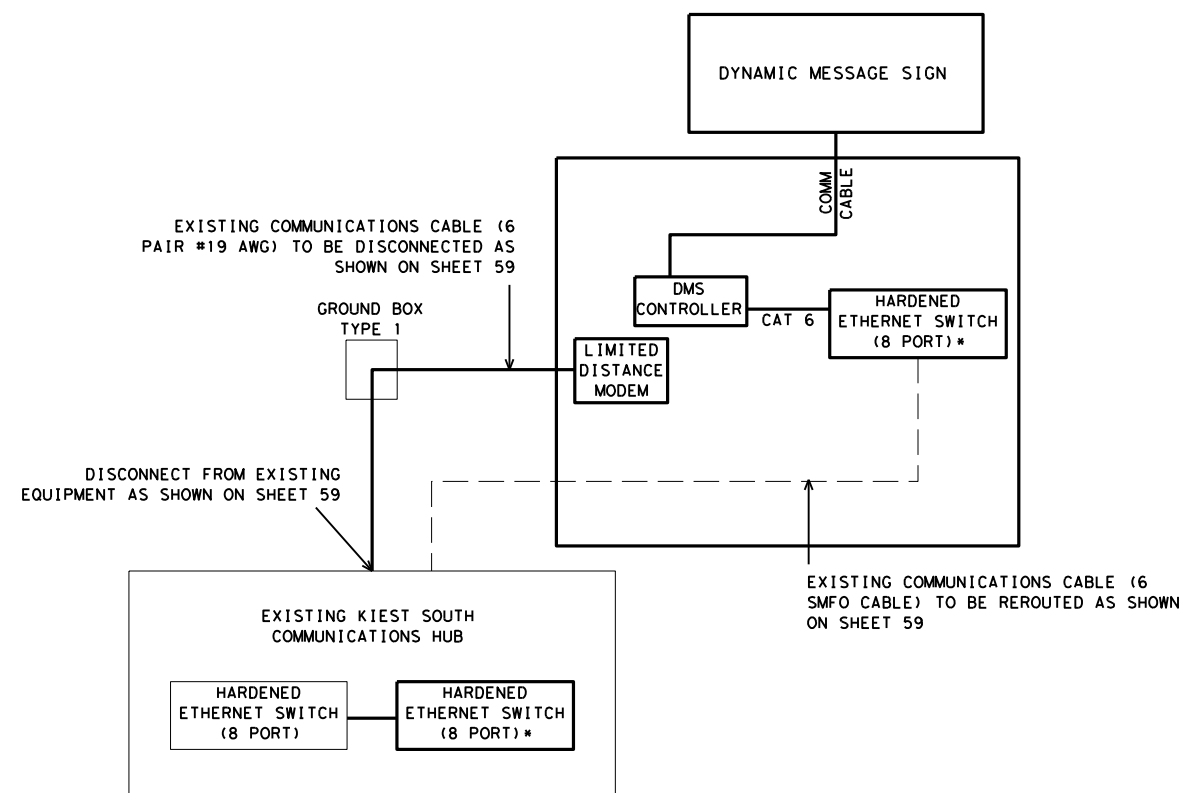 DYNAMIC MESSAGE SIGN
COMM
CABLE
EXISTING COMMUNICATIONS CABLE (6
PAIR #19 AWG) TO BE DISCONNECTED AS
SHOWN ON SHEET 59
GROUND BOX
TYPE 1
DMS
CONTROLLER
CAT 6
HARDENED
ETHERNET SWITCH
(8 PORT)*
LIMITED
DISTANCE
MODEM
DISCONNECT FROM EXISTING
EQUIPMENT AS SHOWN ON SHEET 59
EXISTING COMMUNICATIONS CABLE (6
SMFO CABLE) TO BE REROUTED AS SHOWN
ON SHEET 59
EXISTING KIEST SOUTH
COMMUNICATIONS HUB
HARDENED
ETHERNET SWITCH
(8 PORT)
HARDENED
ETHERNET SWITCH
(8 PORT)*